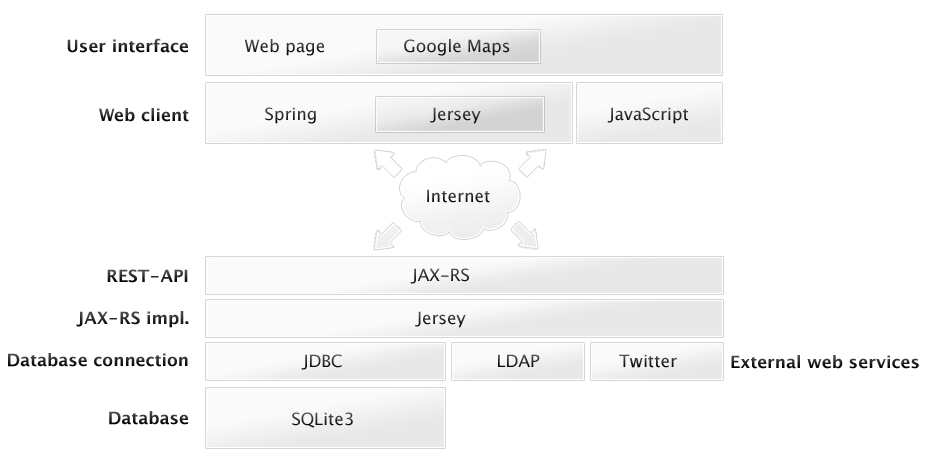 User interface Web page Google Maps
Web client Spring Jersey JavaScript
Internet
REST-API JAX-RS
JAX-RS impl. Jersey
Database connection JDBC LDAP Twitter External web services
Database SQLite3